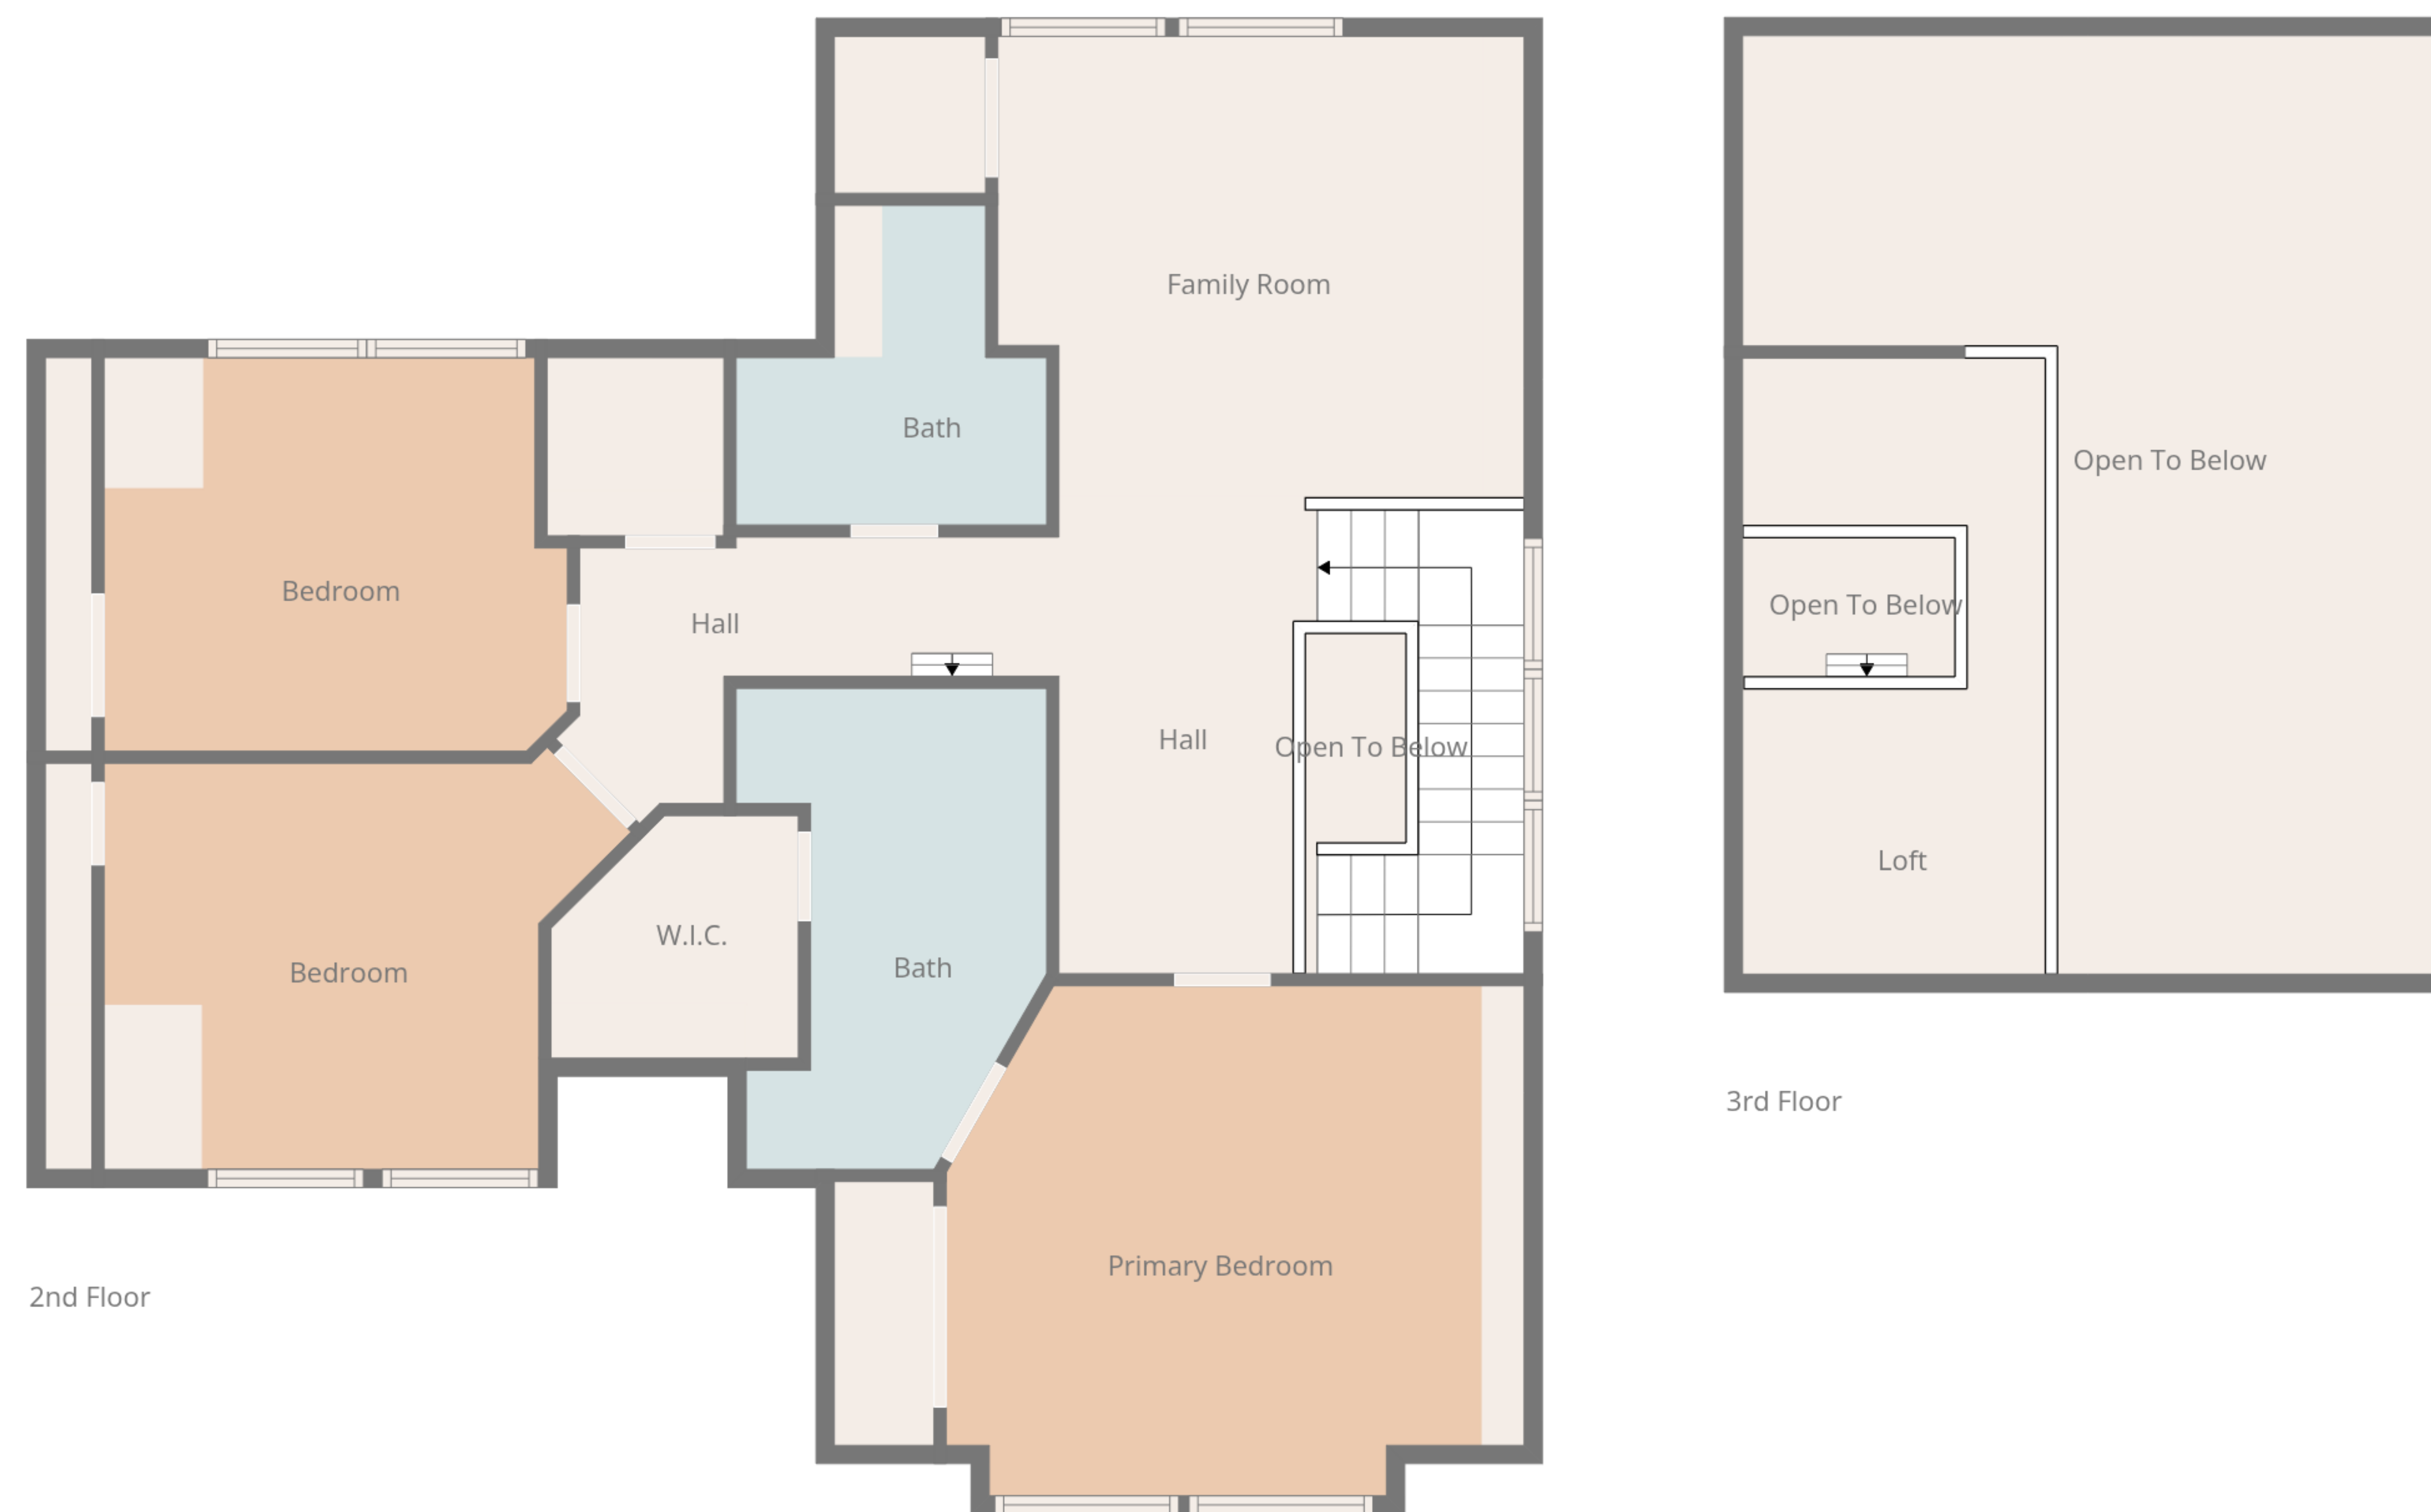 Family Room
Bath
Bedroom
Hall
Hall
Open To Below
W.I.C.
Bath
Bedroom
Primary Bedroom
2nd Floor
Open To Below
Open To Below
Loft
3rd Floor